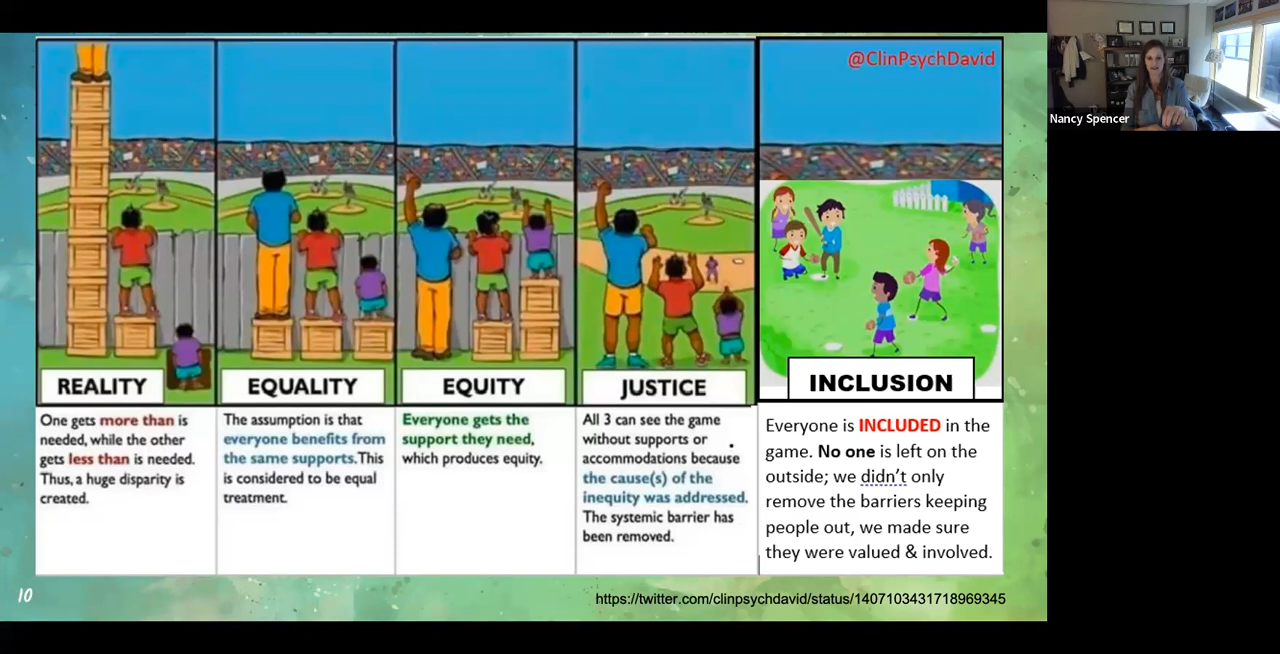 @ClinPsychDavid
Nancy Spencer
REALITY
One gets more than is
needed, while the other
gets less than is needed.
Thus, a huge disparity is
created.
EQUALITY
The assumption is that
everyone benefits from
the same supports.This
is considered to be equal
treatment.
EQUITY
Everyone gets the
support they need,
which produces equity.
JUSTICE
All 3 can see the game
without supports or
accommodations because
the cause(s) of the
inequity was addressed.
The systemic barrier has
been removed.
INCLUSION
Everyone is INCLUDED in the
game. No one is left on the
outside; we didn't only
remove the barriers keeping
people out, we made sure
they were valued & involved.
10
https://twitter.com/clinpsychdavid/status/1407103431718969345